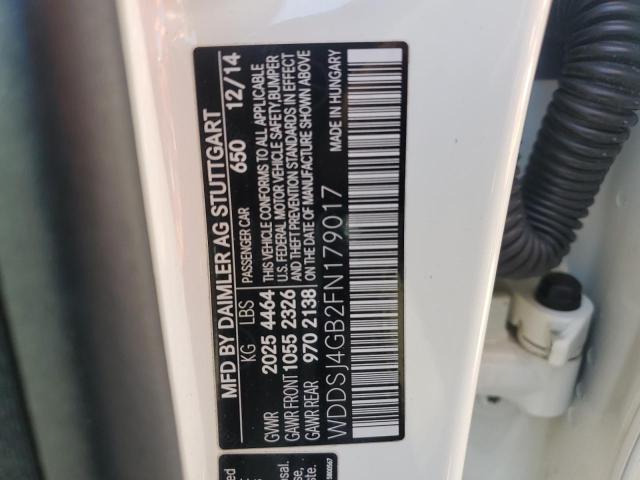 MFD BY DAIMLER AG STUTTGART
PASSENGER CAR 650 12/14
KG LBS THIS VEHICLE CONFORMS TO ALL APPLICABLE
GVWR 2025 4464 U.S. FEDERAL MOTOR VEHICLE SAFETY, BUMPER
GAWR FRONT 1055 2326 AND THEFT PREVENTION STANDARDS IN EFFECT
GAWR REAR 970 2138 ON THE DATE OF MANUFACTURE SHOWN ABOVE
WDDSJ4GB2FN179017 MADE IN HUNGARY